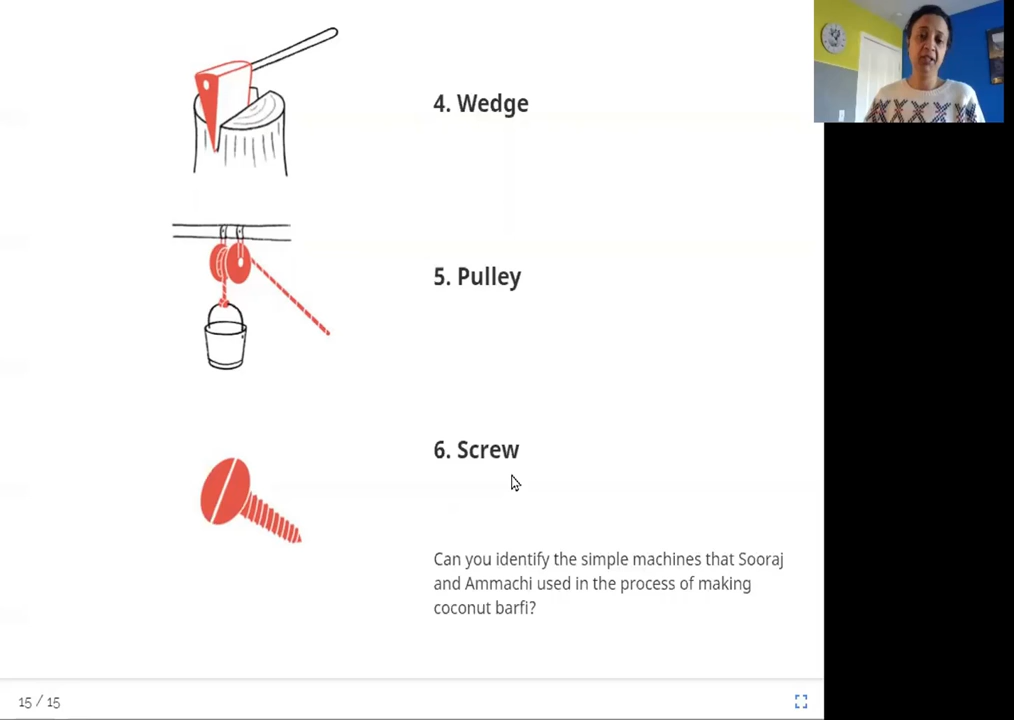 4. Wedge
5. Pulley
6. Screw
Can you identify the simple machines that Sooraj
and Ammachi used in the process of making
coconut barfi?
15 / 15